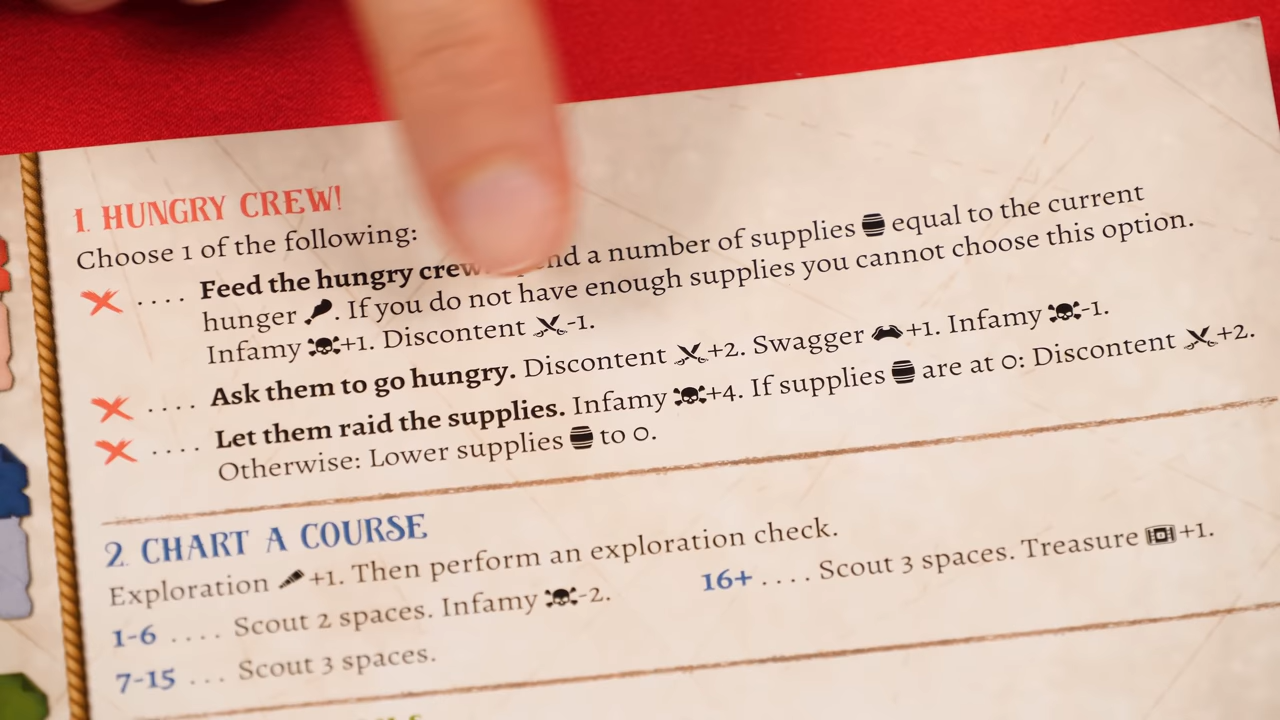 1. HUNGRY CREW!
Choose 1 of the following:
.... Feed the hungry crew a number of supplies equal to the current
hunger . If you do not have enough supplies you cannot choose this option.
Infamy +1. Discontent -1.
.... Ask them to go hungry. Discontent +2. Swagger +1. Infamy -1.
.... Let them raid the supplies. Infamy +4. If supplies are at 0: Discontent +2.
Otherwise: Lower supplies to 0.
2. CHART A COURSE
Exploration +1. Then perform an exploration check.
1-6 .... Scout 2 spaces. Infamy -2.
16+ .... Scout 3 spaces. Treasure +1.
7-15 ... Scout 3 spaces.